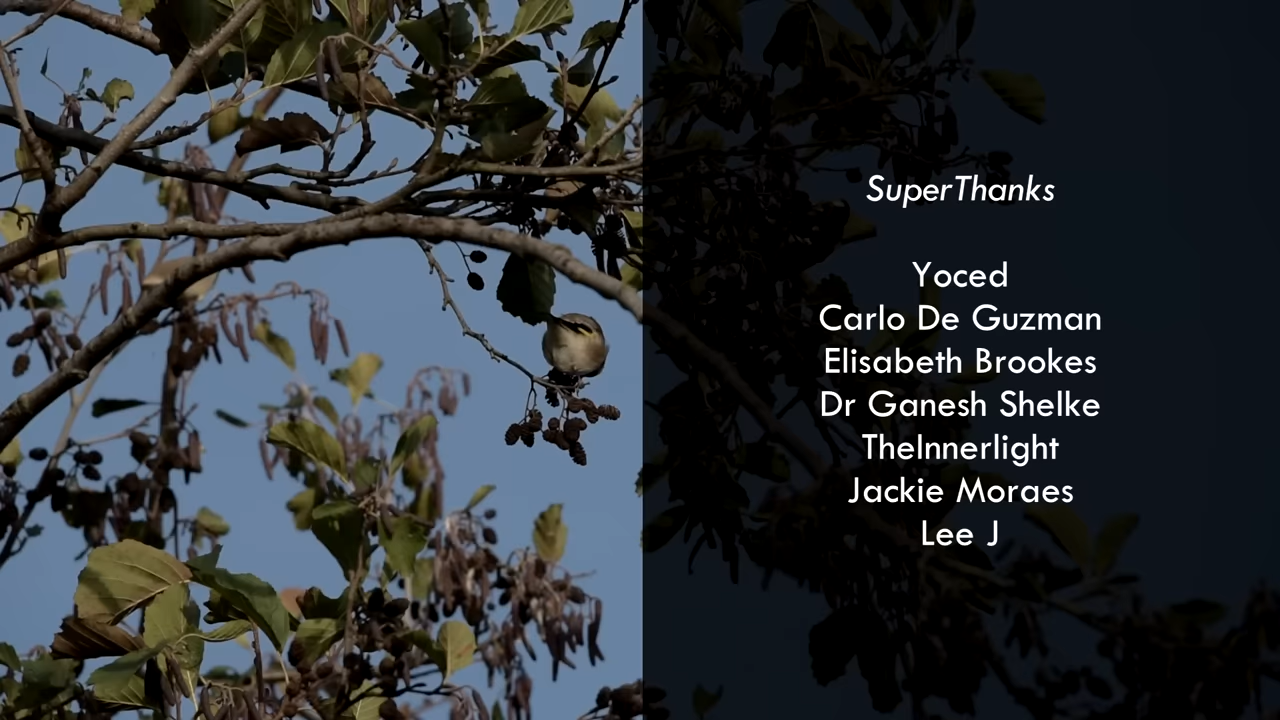 SuperThanks
Yoced
Carlo De Guzman
Elisabeth Brookes
Dr Ganesh Shelke
TheInnerlight
Jackie Moraes
Lee J